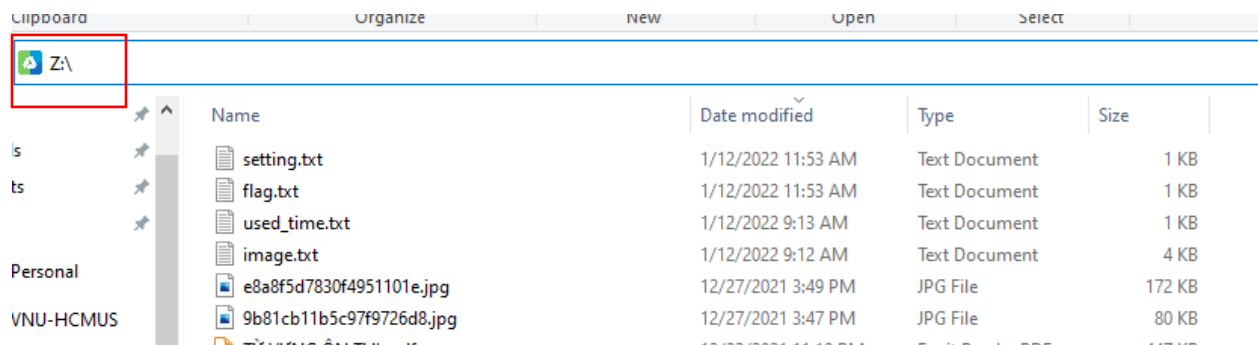 Clipboard Organize New Open Select
Z:\
Name Date modified Type Size
ls
setting.txt 1/12/2022 11:53 AM Text Document 1 KB
ts
flag.txt 1/12/2022 11:53 AM Text Document 1 KB
used_time.txt 1/12/2022 9:13 AM Text Document 1 KB
image.txt 1/12/2022 9:12 AM Text Document 4 KB
Personal
e8a8f5d7830f4951101e.jpg 12/27/2021 3:49 PM JPG File 172 KB
VNU-HCMUS
9b81cb11b5c97f9726d8.jpg 12/27/2021 3:47 PM JPG File 80 KB